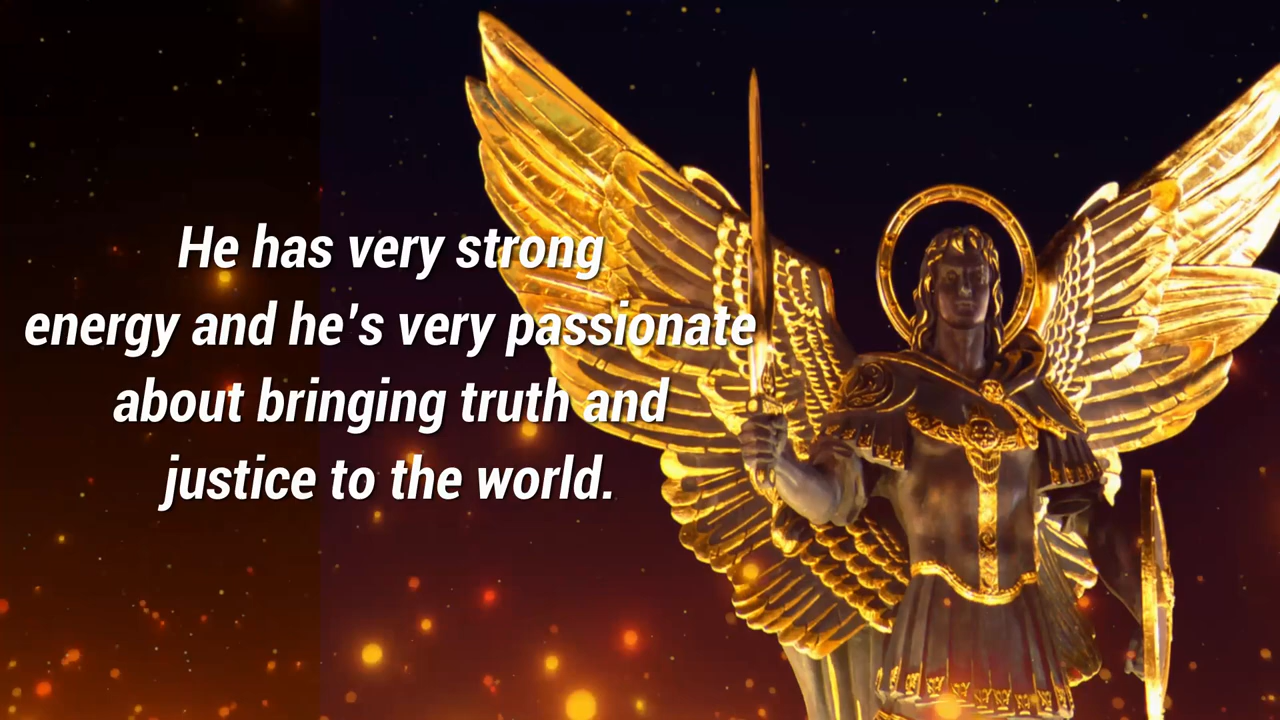 He has very strong
energy and he's very passionate
about bringing truth and
justice to the world.